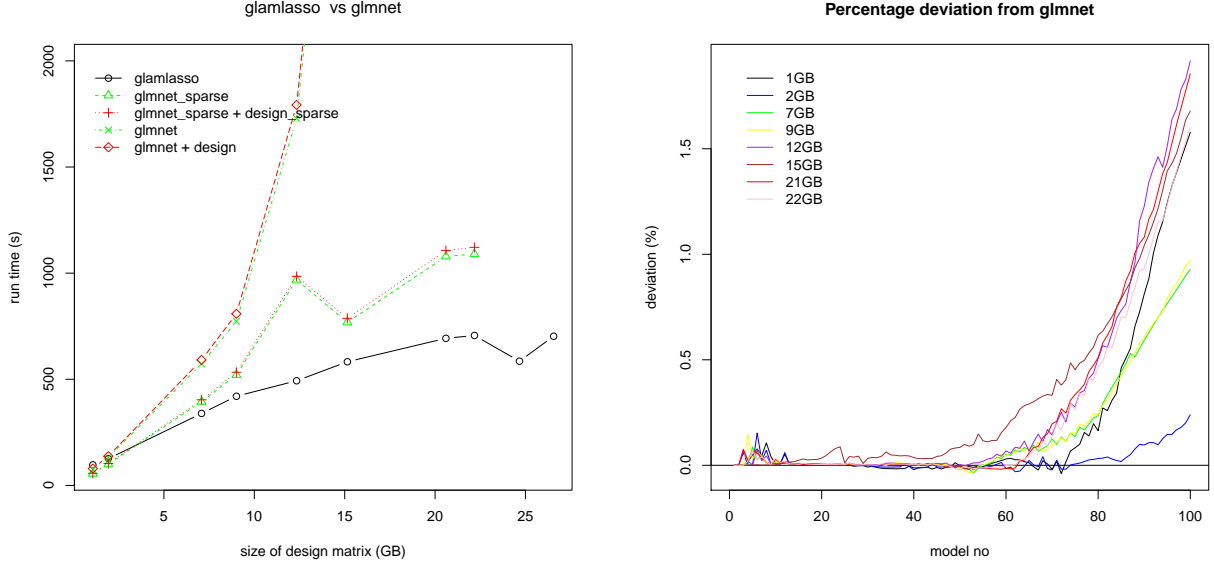 glamlasso vs glmnet
2000
1500
1000
500
0
run time (s)
glamlasso
glmnet_sparse
glmnet_sparse + design_sparse
glmnet
glmnet + design
5
10
15
20
25
size of design matrix (GB)
Percentage deviation from glmnet
1.5
1.0
0.5
0.0
deviation (%)
1GB
2GB
7GB
9GB
12GB
15GB
21GB
22GB
0
20
40
60
80
100
model no